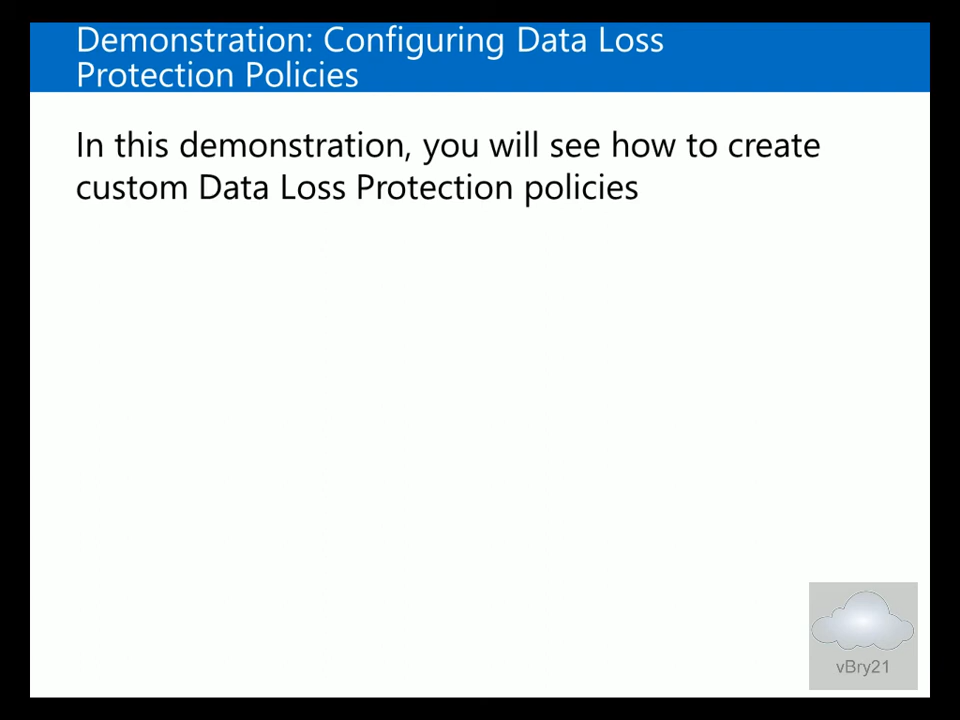 Demonstration: Configuring Data Loss
Protection Policies
In this demonstration, you will see how to create
custom Data Loss Protection policies
vBry21